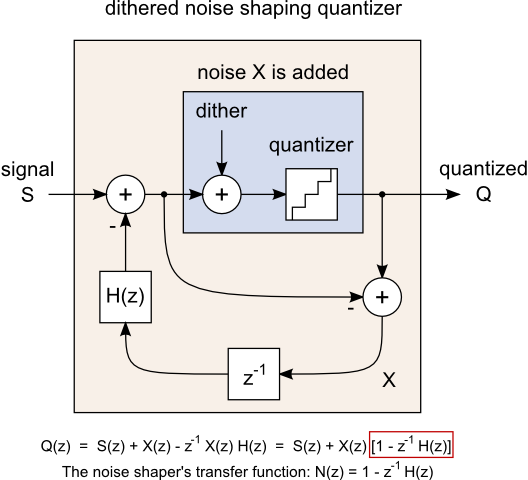 dithered noise shaping quantizer
noise X is added
dither
quantizer
signal
S
quantized
Q
+
+
-
H(z)
+
-
z⁻¹
X
Q(z) = S(z) + X(z) - z⁻¹ X(z) H(z) = S(z) + X(z) [1 - z⁻¹ H(z)]
The noise shaper's transfer function: N(z) = 1 - z⁻¹ H(z)